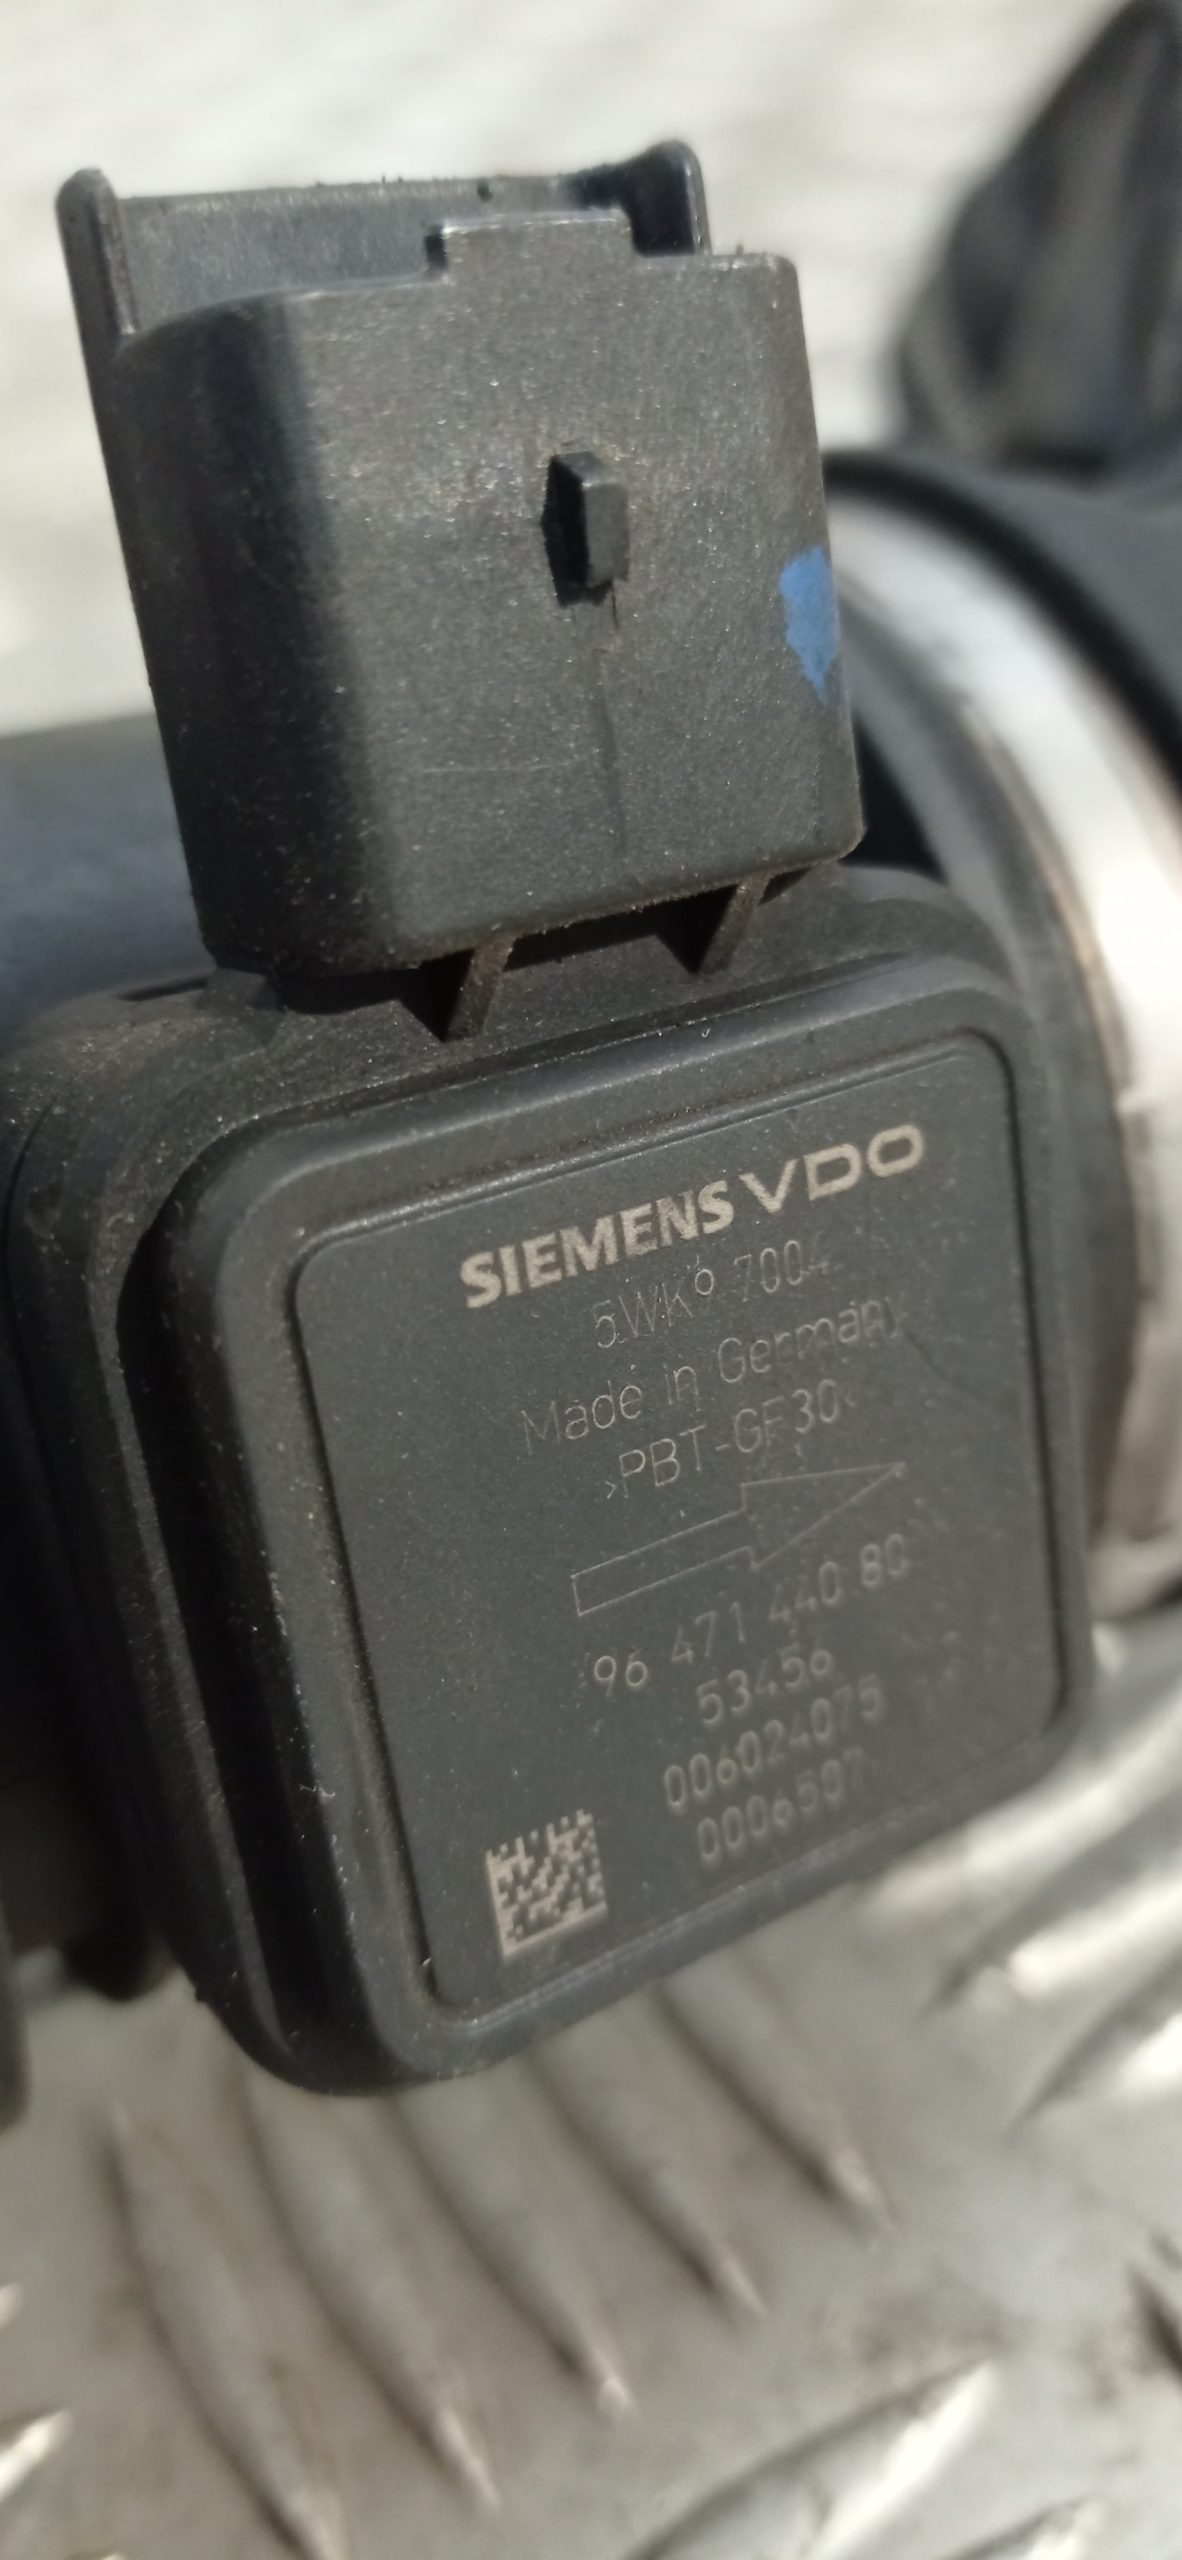 SIEMENS VDO
5WK9 7004
Made in Germany
>PBT-GF30<
96 471 440 80
53456
006024075
0006507